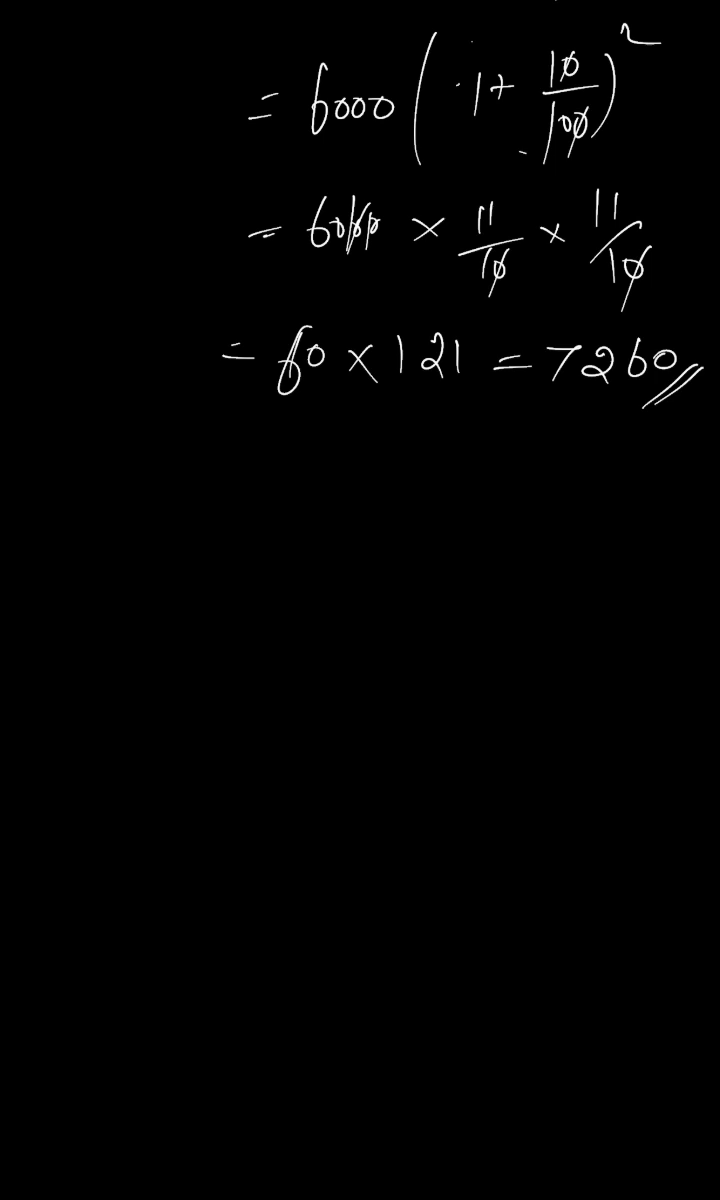 = 6000 ( 1 + 10/100 )²
= 6000 × 11/10 × 11/10
= 60 × 121 = 7260 //